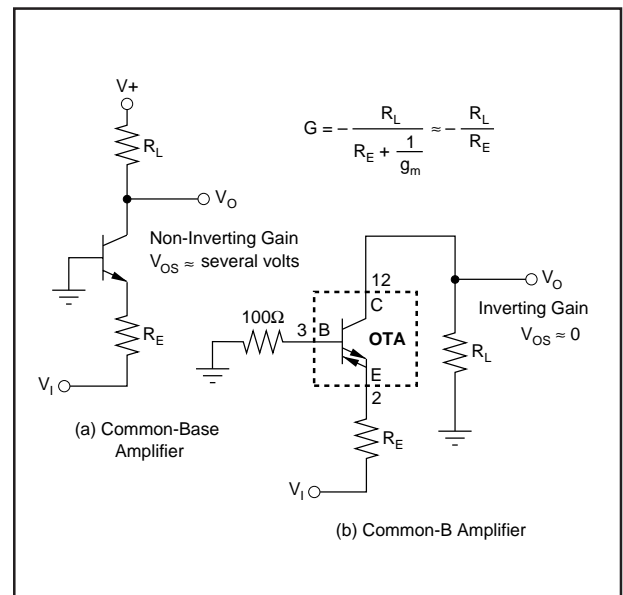 V+
R_L
V_O
Non-Inverting Gain
V_OS ≈ several volts
R_E
V_I
(a) Common-Base
Amplifier
G = – R_L / (R_E + 1/g_m) ≈ – R_L / R_E
12
C
V_O
100Ω
3
B
OTA
Inverting Gain
V_OS ≈ 0
R_L
E
2
R_E
V_I
(b) Common-B Amplifier